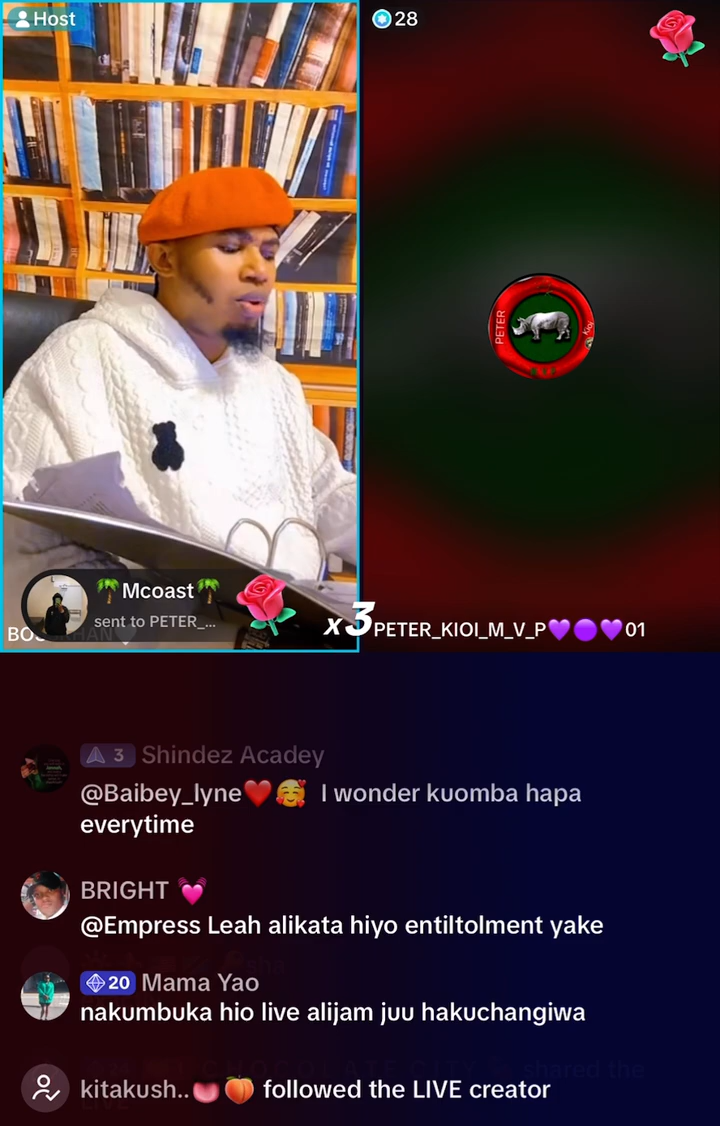 Host
28
PETER
Mcoast
sent to PETER_...
x3
PETER_KIOI_M_V_P💜🟣💜01
3 Shindez Acadey
@Baibey_lyne❤️🥰 I wonder kuomba hapa
everytime
BRIGHT 💓
@Empress Leah alikata hiyo entiltolment yake
20 Mama Yao
nakumbuka hio live alijam juu hakuchangiwa
kitakush..👅🍑 followed the LIVE creator